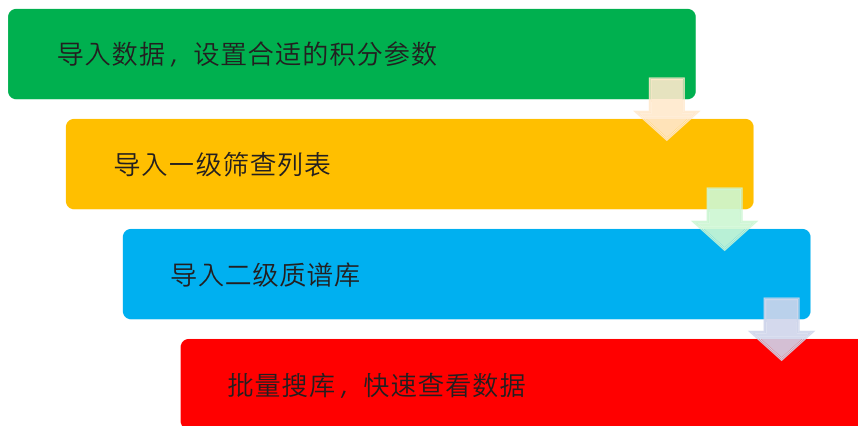 导入数据，设置合适的积分参数
导入一级筛查列表
导入二级质谱库
批量搜库，快速查看数据